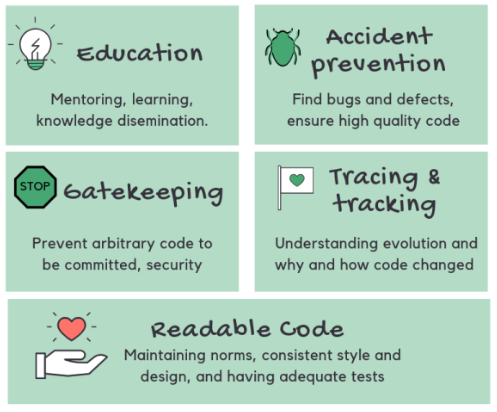 Education
Mentoring, learning,
knowledge disemination.
Accident
prevention
Find bugs and defects,
ensure high quality code
STOP
Gatekeeping
Prevent arbitrary code to
be committed, security
Tracing &
tracking
Understanding evolution and
why and how code changed
Readable Code
Maintaining norms, consistent style and
design, and having adequate tests